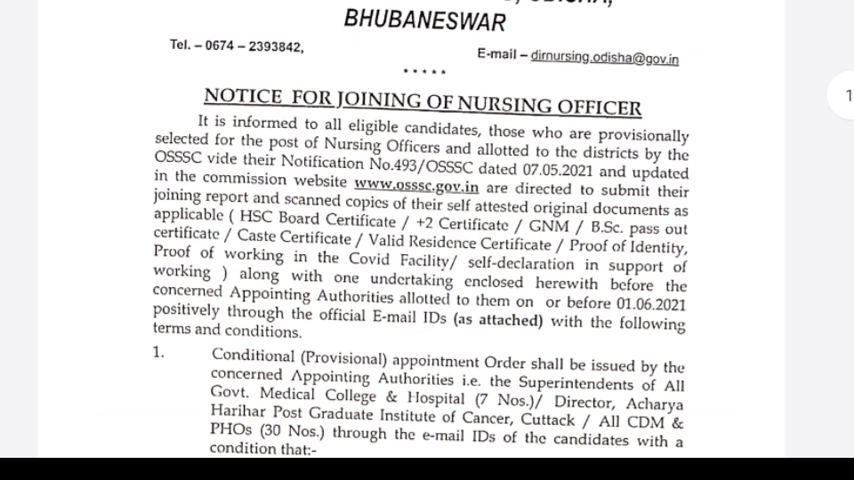 BHUBANESWAR
Tel. – 0674 – 2393842,
E-mail – dirnursing.odisha@gov.in
*****
NOTICE FOR JOINING OF NURSING OFFICER
It is informed to all eligible candidates, those who are provisionally
selected for the post of Nursing Officers and allotted to the districts by the
OSSSC vide their Notification No.493/OSSSC dated 07.05.2021 and updated
in the commission website www.osssc.gov.in are directed to submit their
joining report and scanned copies of their self attested original documents as
applicable ( HSC Board Certificate / +2 Certificate / GNM / B.Sc. pass out
certificate / Caste Certificate / Valid Residence Certificate / Proof of Identity,
Proof of working in the Covid Facility/ self-declaration in support of
working ) along with one undertaking enclosed herewith before the
concerned Appointing Authorities allotted to them on or before 01.06.2021
positively through the official E-mail IDs (as attached) with the following
terms and conditions.
1. Conditional (Provisional) appointment Order shall be issued by the
concerned Appointing Authorities i.e. the Superintendents of All
Govt. Medical College & Hospital (7 Nos.)/ Director, Acharya
Harihar Post Graduate Institute of Cancer, Cuttack / All CDM &
PHOs (30 Nos.) through the e-mail IDs of the candidates with a
condition that:-
1